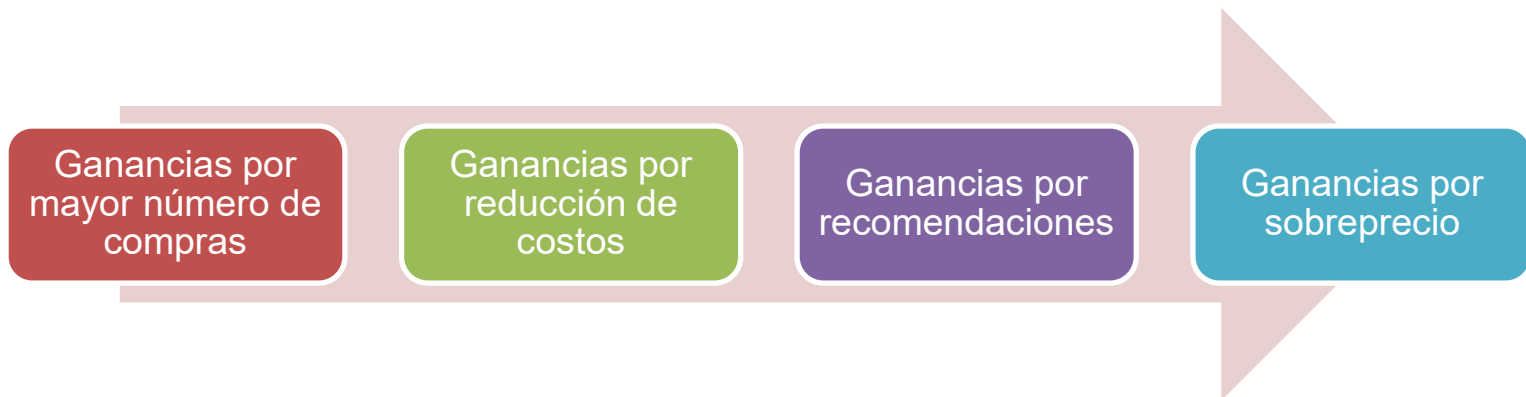 Ganancias por
mayor número de
compras
Ganancias por
reducción de
costos
Ganancias por
recomendaciones
Ganancias por
sobreprecio